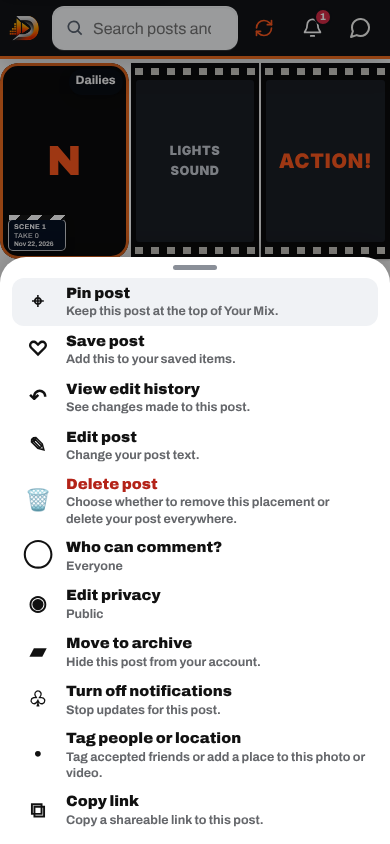 Search posts and
1
Dailies
N
SCENE 1
TAKE 0
Nov 22, 2026
LIGHTS
SOUND
ACTION!
Pin post
Keep this post at the top of Your Mix.
Save post
Add this to your saved items.
View edit history
See changes made to this post.
Edit post
Change your post text.
Delete post
Choose whether to remove this placement or
delete your post everywhere.
Who can comment?
Everyone
Edit privacy
Public
Move to archive
Hide this post from your account.
Turn off notifications
Stop updates for this post.
Tag people or location
Tag accepted friends or add a place to this photo or
video.
Copy link
Copy a shareable link to this post.